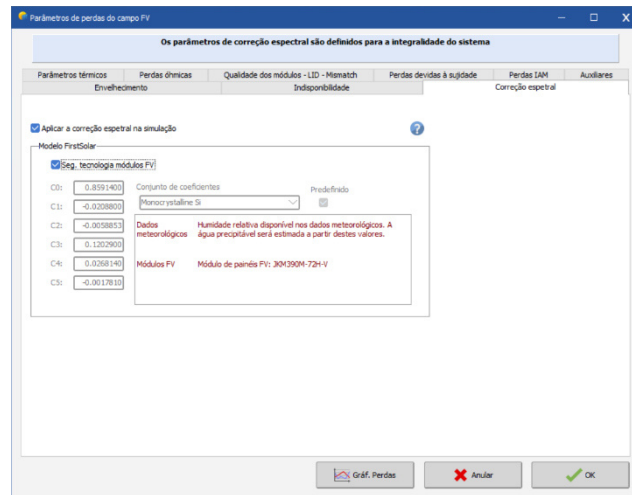 Parâmetros de perdas do campo FV
Os parâmetros de correção espectral são definidos para a integralidade do sistema
Parâmetros térmicos Perdas óhmicas Qualidade dos módulos - LID - Mismatch Perdas devidas à sujidade Perdas IAM Auxiliares
Envelhecimento Indisponibilidade Correção espetral
Aplicar a correção espetral na simulação
Modelo FirstSolar
Seg. tecnologia módulos FV
C0: 0.8591400 Conjunto de coeficientes Predefinido
C1: -0.0208800 Monocrystalline Si
C2: -0.0058853 Dados meteorológicos Humidade relativa disponível nos dados meteorológicos. A
água precipitável será estimada a partir destes valores.
C3: 0.1202900
C4: 0.0268140 Módulos FV Módulo de painéis FV: JKM390M-72H-V
C5: -0.0017810
Gráf. Perdas Anular OK